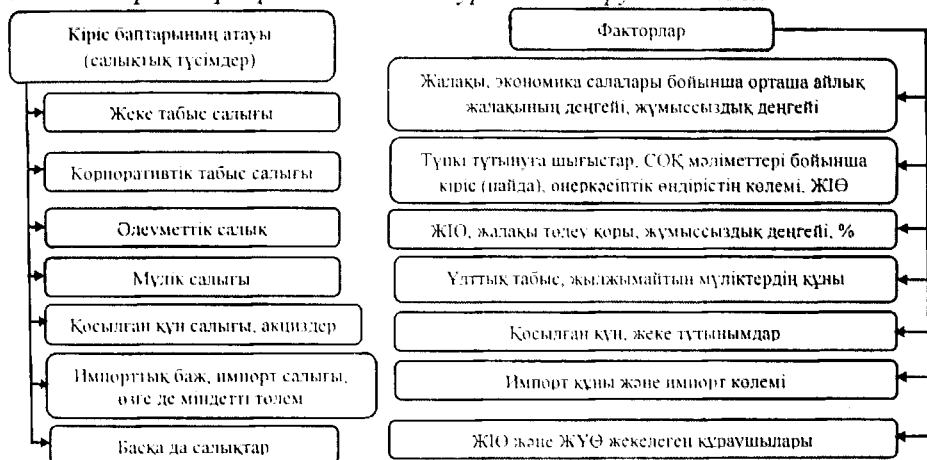 Кіріс баптарының атауы
(салықтық түсімдер)
Жеке табыс салығы
Корпоративтік табыс салығы
Әлеуметтік салық
Мүлік салығы
Қосылған құн салығы, акциздер
Импорттық баж, импорт салығы,
өзге де міндетті төлем
Басқа да салықтар
Факторлар
Жалақы, экономика салалары бойынша орташа айлық
жалақының деңгейі, жұмыссыздық деңгейі
Түпкі тұтынуға шығыстар, СОҚ мәліметтері бойынша
кіріс (пайда), өнеркәсіптік өндірістің көлемі, ЖІӨ
ЖІӨ, жалақы төлеу қоры, жұмыссыздық деңгейі, %
Ұлттық табыс, жылжымайтын мүліктердің құны
Қосылған құн, жеке тұтынымдар
Импорт құны және импорт көлемі
ЖІӨ және ЖҮӨ жекелеген құраушылары